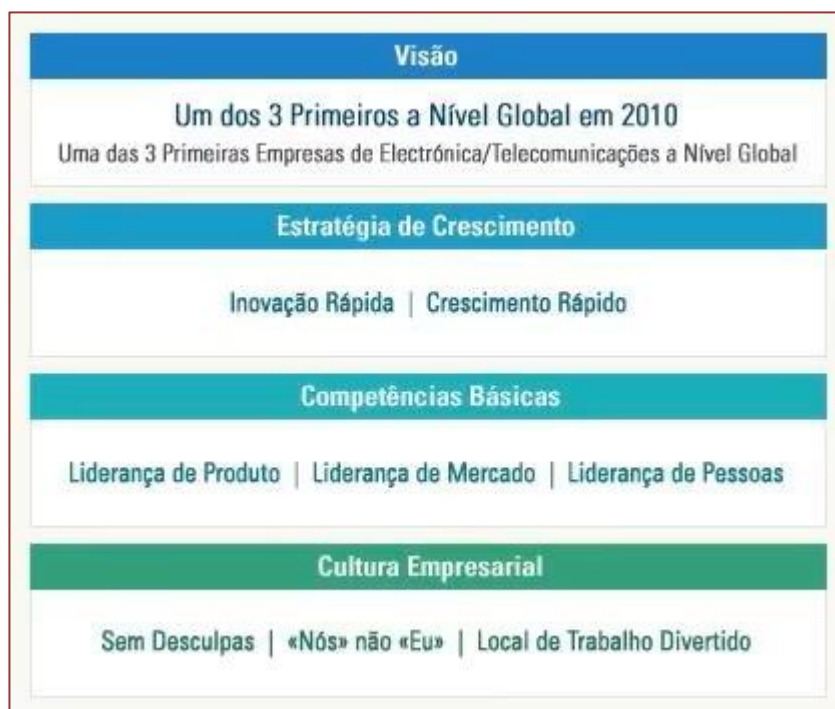 Visão
Um dos 3 Primeiros a Nível Global em 2010
Uma das 3 Primeiras Empresas de Electrónica/Telecomunicações a Nível Global
Estratégia de Crescimento
Inovação Rápida | Crescimento Rápido
Competências Básicas
Liderança de Produto | Liderança de Mercado | Liderança de Pessoas
Cultura Empresarial
Sem Desculpas | «Nós» não «Eu» | Local de Trabalho Divertido